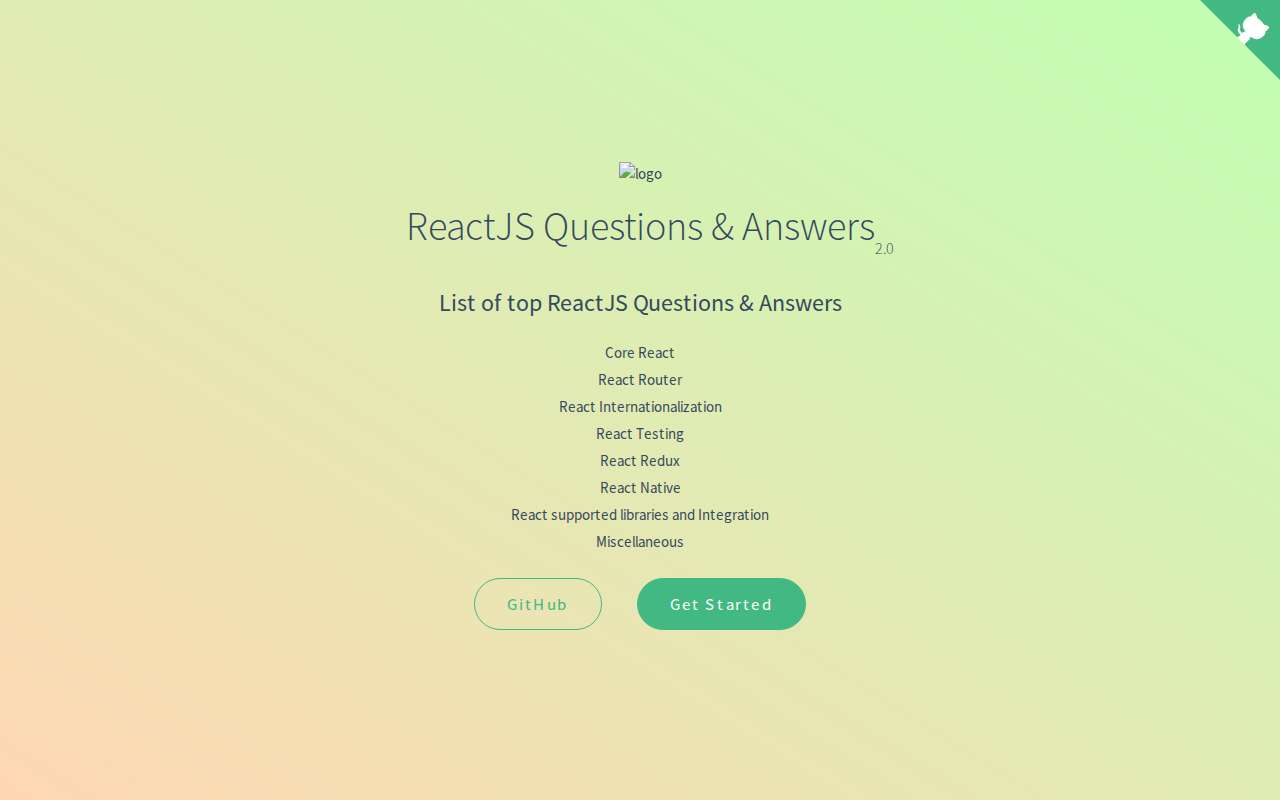 logo
ReactJS Questions & Answers 2.0
List of top ReactJS Questions & Answers
Core React
React Router
React Internationalization
React Testing
React Redux
React Native
React supported libraries and Integration
Miscellaneous
GitHub Get Started